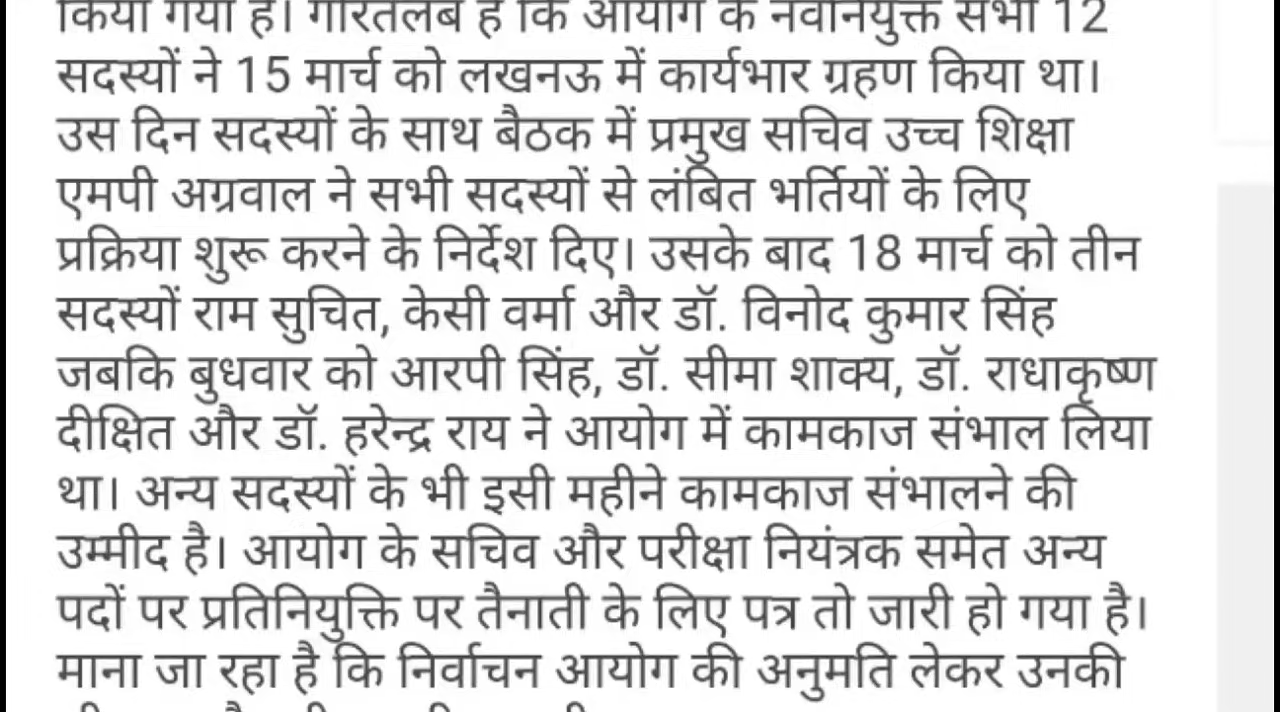 किया गया है। गौरतलब है कि आयोग के नवनियुक्त सभी 12
सदस्यों ने 15 मार्च को लखनऊ में कार्यभार ग्रहण किया था।
उस दिन सदस्यों के साथ बैठक में प्रमुख सचिव उच्च शिक्षा
एमपी अग्रवाल ने सभी सदस्यों से लंबित भर्तियों के लिए
प्रक्रिया शुरू करने के निर्देश दिए। उसके बाद 18 मार्च को तीन
सदस्यों राम सुचित, केसी वर्मा और डॉ. विनोद कुमार सिंह
जबकि बुधवार को आरपी सिंह, डॉ. सीमा शाक्य, डॉ. राधाकृष्ण
दीक्षित और डॉ. हरेन्द्र राय ने आयोग में कामकाज संभाल लिया
था। अन्य सदस्यों के भी इसी महीने कामकाज संभालने की
उम्मीद है। आयोग के सचिव और परीक्षा नियंत्रक समेत अन्य
पदों पर प्रतिनियुक्ति पर तैनाती के लिए पत्र तो जारी हो गया है।
माना जा रहा है कि निर्वाचन आयोग की अनुमति लेकर उनकी